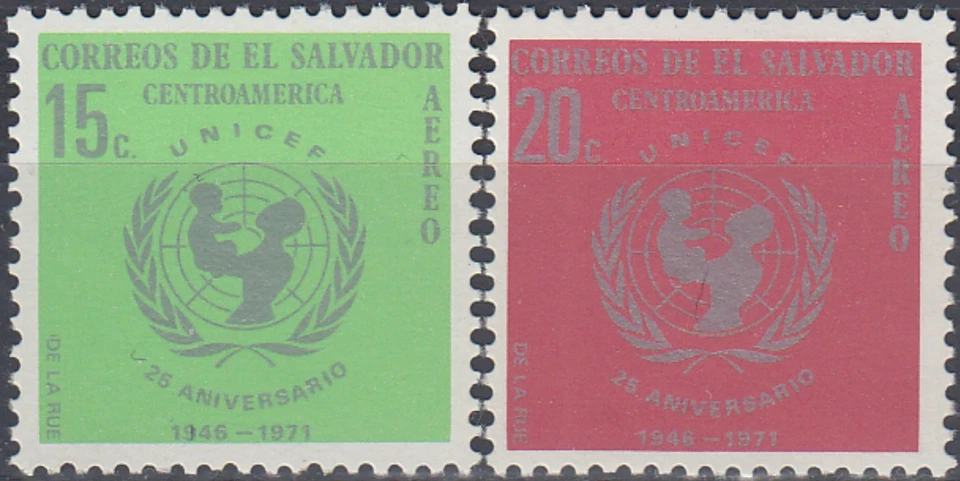 CORREOS DE EL SALVADOR
15c.
CENTROAMERICA
AEREO
UNICEF
25 ANIVERSARIO
1946-1971
DE LA RUE
CORREOS DE EL SALVADOR
20c.
CENTROAMERICA
AEREO
UNICEF
25 ANIVERSARIO
1946-1971
DE LA RUE